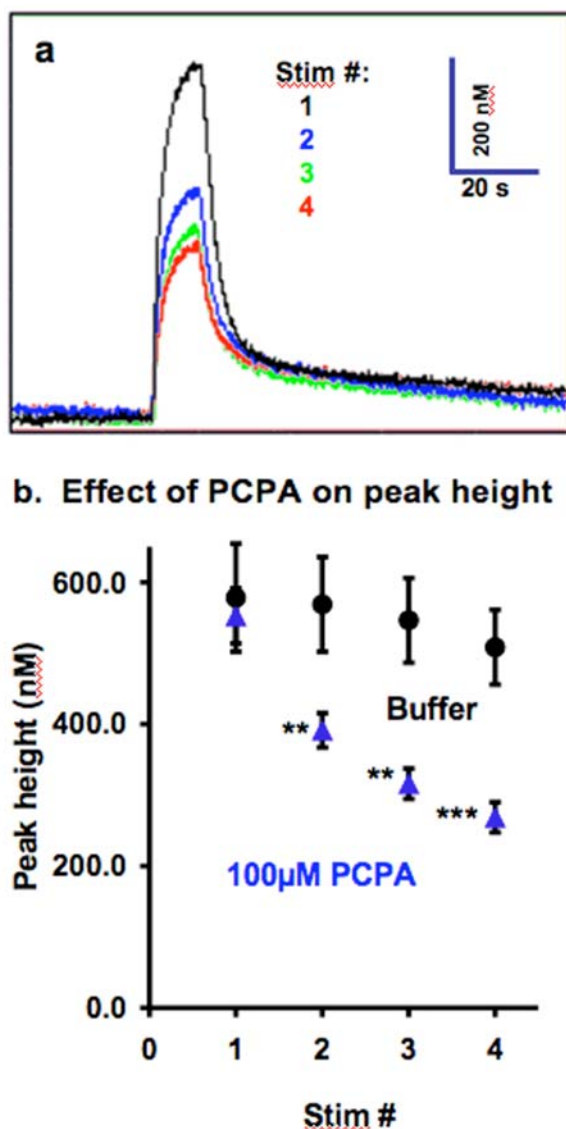 a
Stim #:
1
2
3
4
200 nM
20 s
b. Effect of PCPA on peak height
Peak height (nM)
600.0
400.0
200.0
0.0
Buffer
**
**
***
100µM PCPA
0 1 2 3 4
Stim #